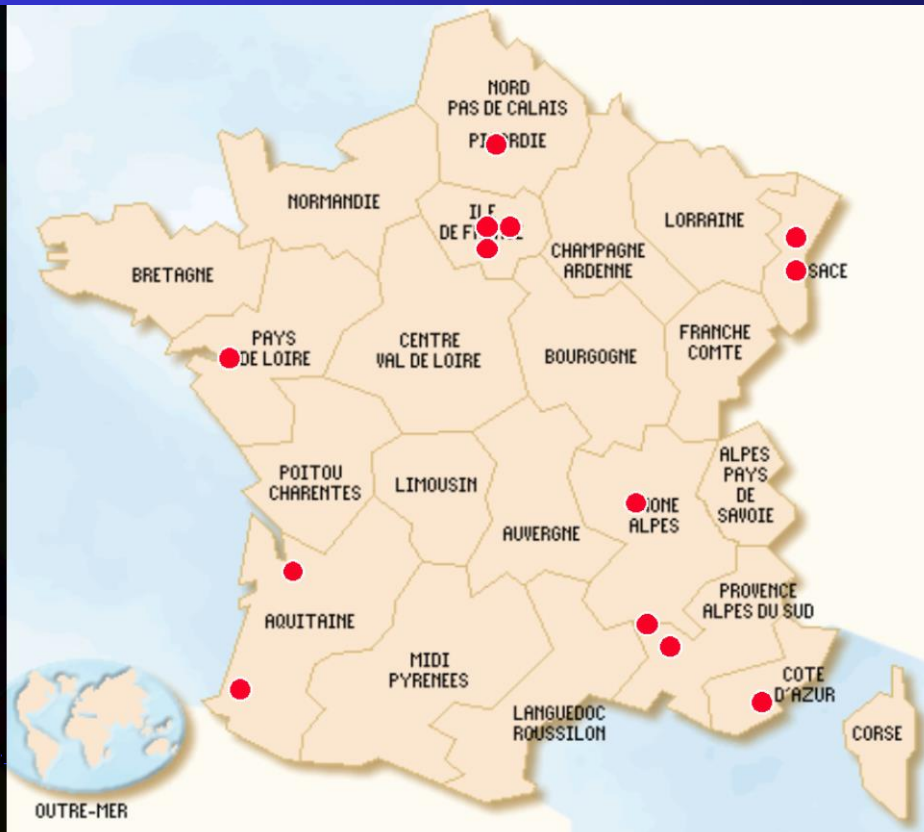 NORD
PAS DE CALAIS
NORMANDIE
LORRAINE
BRETAGNE
CHAMPAGNE
ARDENNE
PAYS
DE LOIRE
CENTRE
VAL DE LOIRE
BOURGOGNE
FRANCHE
COMTE
POITOU
CHARENTES
LIMOUSIN
AUVERGNE
ALPES
ALPES
PAYS
DE
SAVOIE
AQUITAINE
PROVENCE
ALPES DU SUD
MIDI
PYRENEES
LANGUEDOC
ROUSSILON
COTE
D'AZUR
CORSE
OUTRE-MER